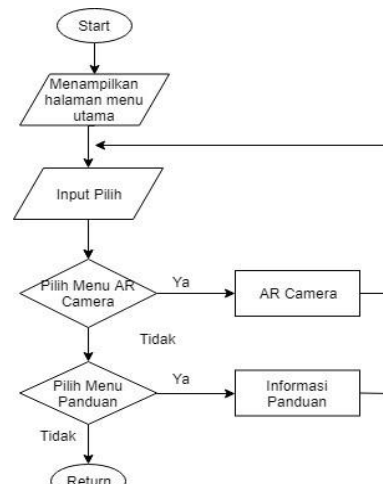 Start
Menampilkan
halaman menu
utama
Input Pilih
Pilih Menu AR
Camera
Ya
AR Camera
Tidak
Pilih Menu
Panduan
Ya
Informasi
Panduan
Tidak
Return